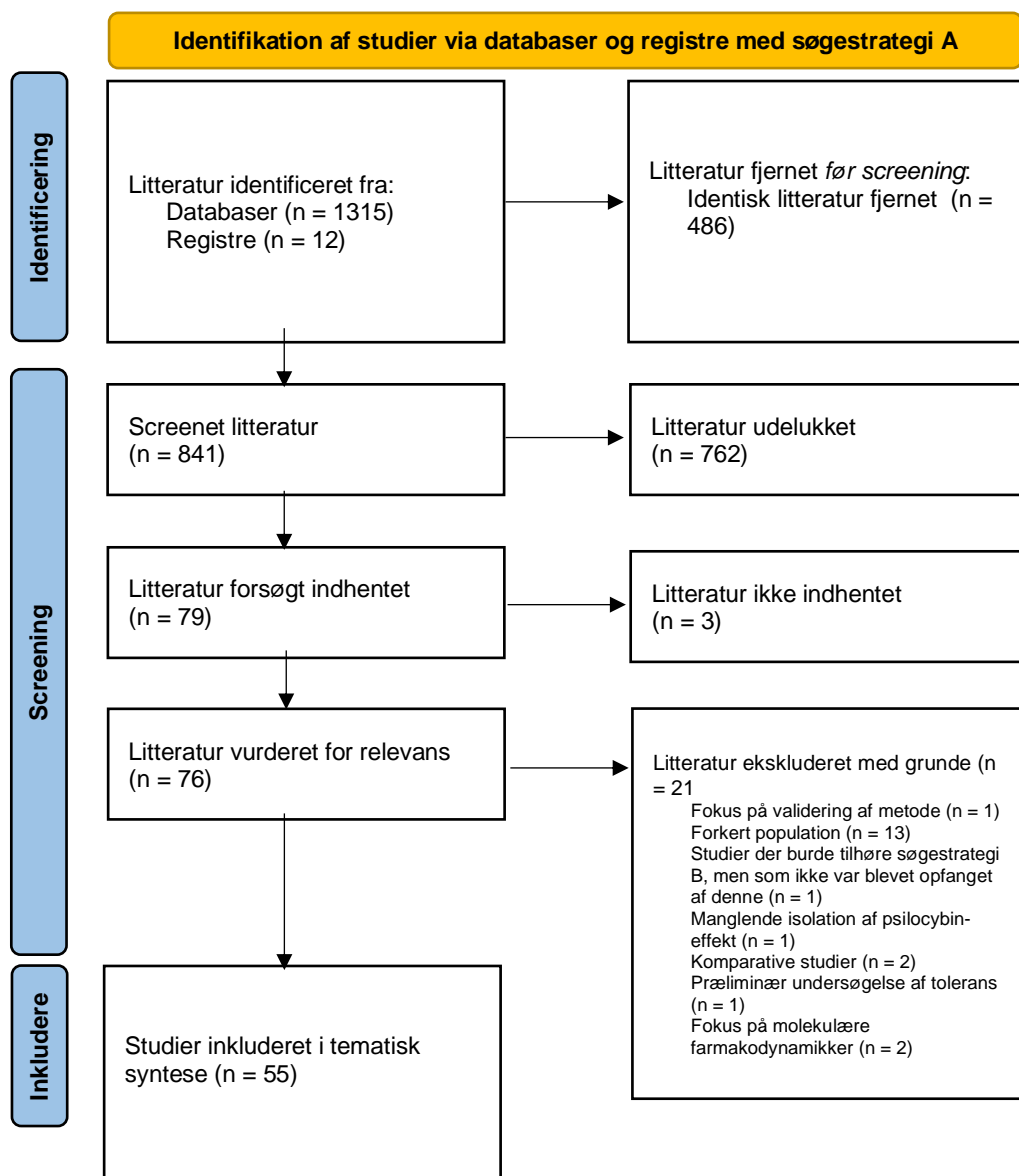 Identifikation af studier via databaser og registre med søgestrategi A
Identificering
Litteratur identificeret fra:
Databaser (n = 1315)
Registre (n = 12)
Litteratur fjernet før screening:
Identisk litteratur fjernet (n =
486)
Screening
Screenet litteratur
(n = 841)
Litteratur udelukket
(n = 762)
Litteratur forsøgt indhentet
(n = 79)
Litteratur ikke indhentet
(n = 3)
Litteratur vurderet for relevans
(n = 76)
Litteratur ekskluderet med grunde (n
= 21
Fokus på validering af metode (n = 1)
Forkert population (n = 13)
Studier der burde tilhøre søgestrategi
B, men som ikke var blevet opfanget
af denne (n = 1)
Manglende isolation af psilocybin-
effekt (n = 1)
Komparative studier (n = 2)
Præliminær undersøgelse af tolerans
(n = 1)
Fokus på molekulære
farmakodynamikker (n = 2)
Inkludere
Studier inkluderet i tematisk
syntese (n = 55)